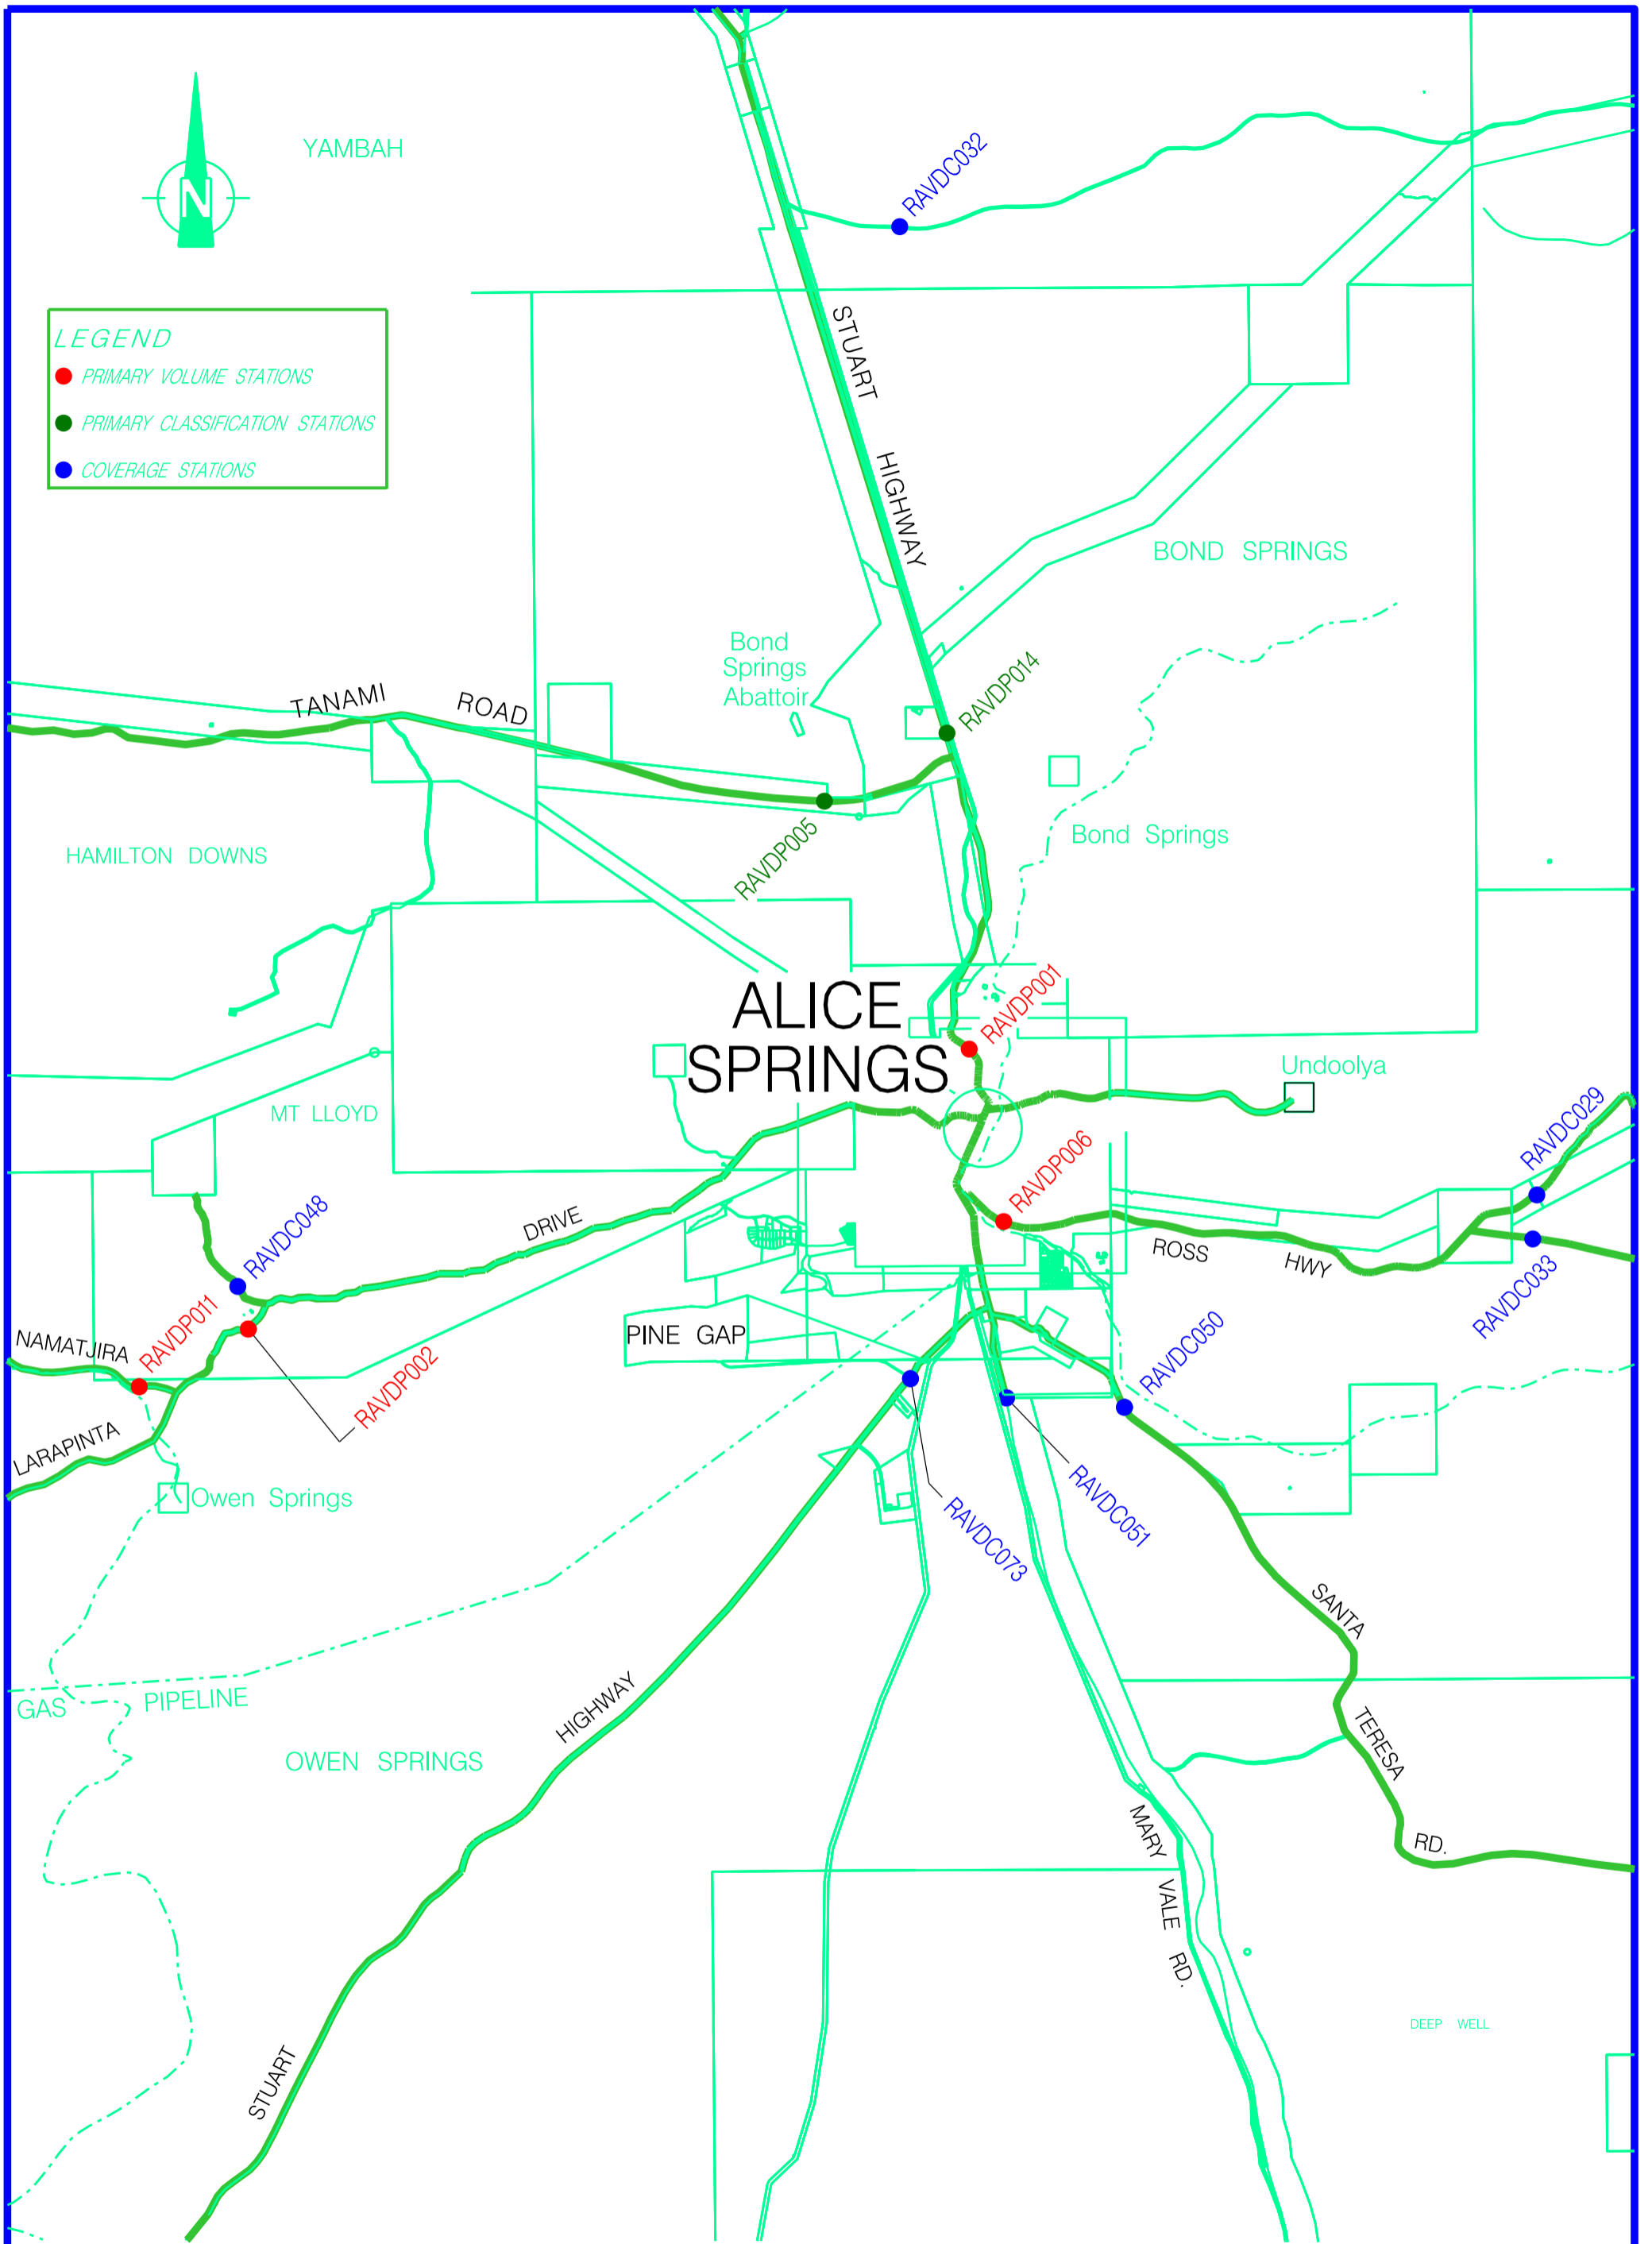 YAMBAH
N
RAVDC032
LEGEND
PRIMARY VOLUME STATIONS
PRIMARY CLASSIFICATION STATIONS
COVERAGE STATIONS
STUART
HIGHWAY
BOND SPRINGS
Bond
Springs
Abattoir
RAVDP014
TANAMI
ROAD
RAVDP005
Bond Springs
HAMILTON DOWNS
ALICE
SPRINGS
RAVDP001
Undoolya
MT LLOYD
RAVDC029
RAVDP006
RAVDC048
DRIVE
ROSS
HWY
RAVDC033
RAVDP011
NAMATJIRA
PINE GAP
RAVDC050
RAVDP002
LARAPINTA
Owen Springs
RAVDC051
RAVDC073
SANTA
GAS
PIPELINE
HIGHWAY
TERESA
OWEN SPRINGS
MARY
RD.
VALE
RD.
DEEP WELL
STUART